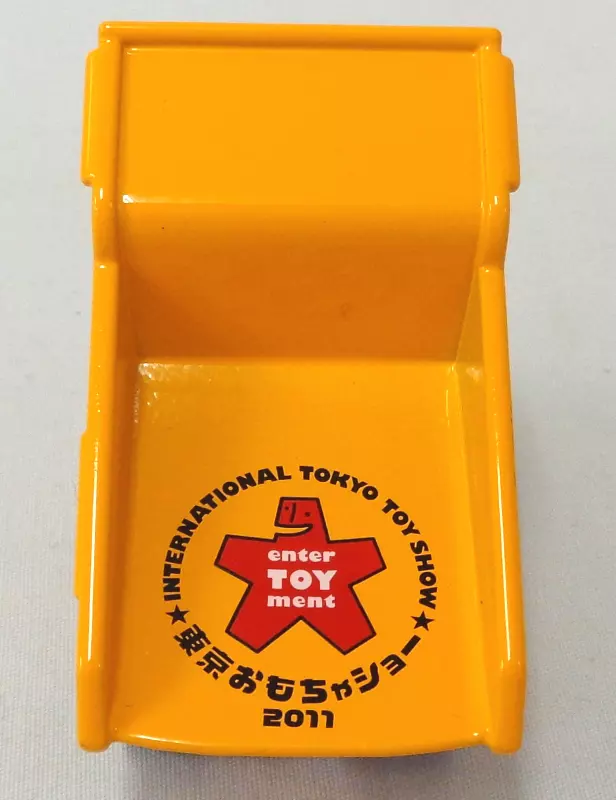 ★INTERNATIONAL TOKYO TOY SHOW★
enter
TOY
ment
東京おもちゃショー
2011